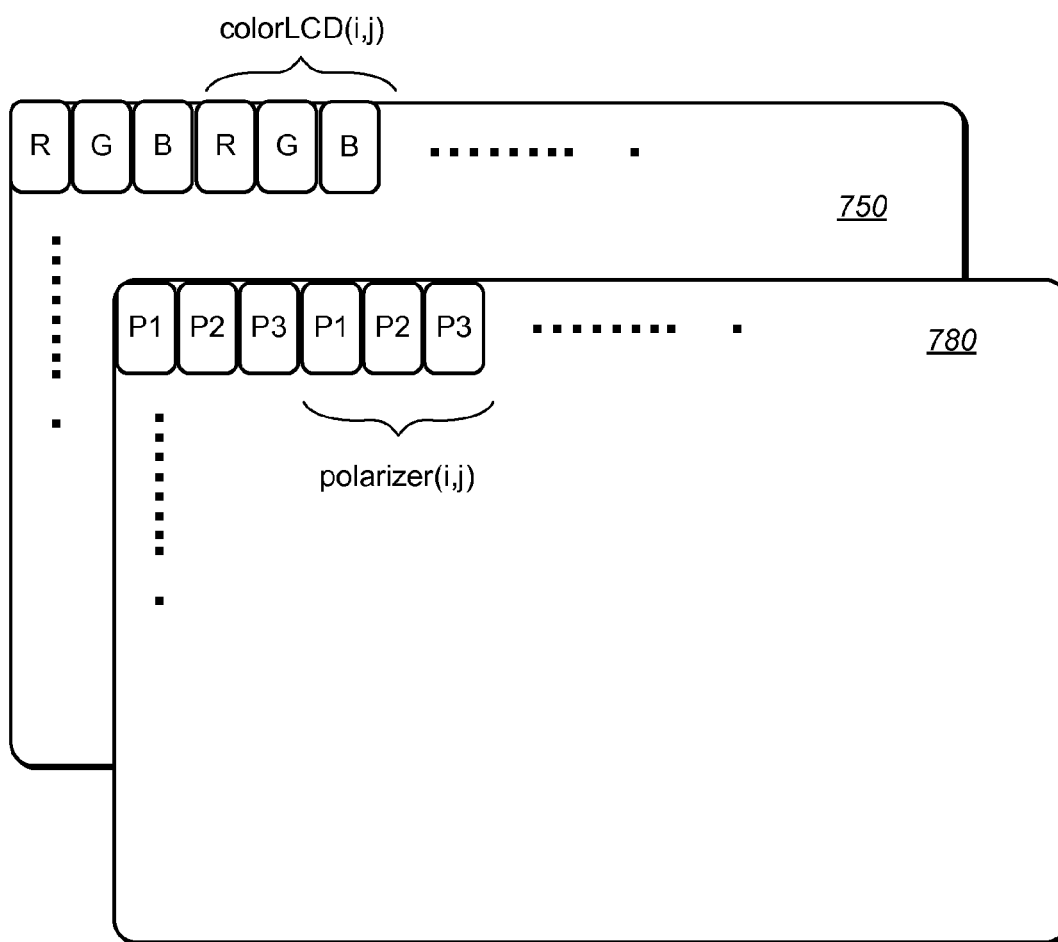 colorLCD(i,j)
R G B R G B
750
P1 P2 P3 P1 P2 P3
780
polarizer(i,j)